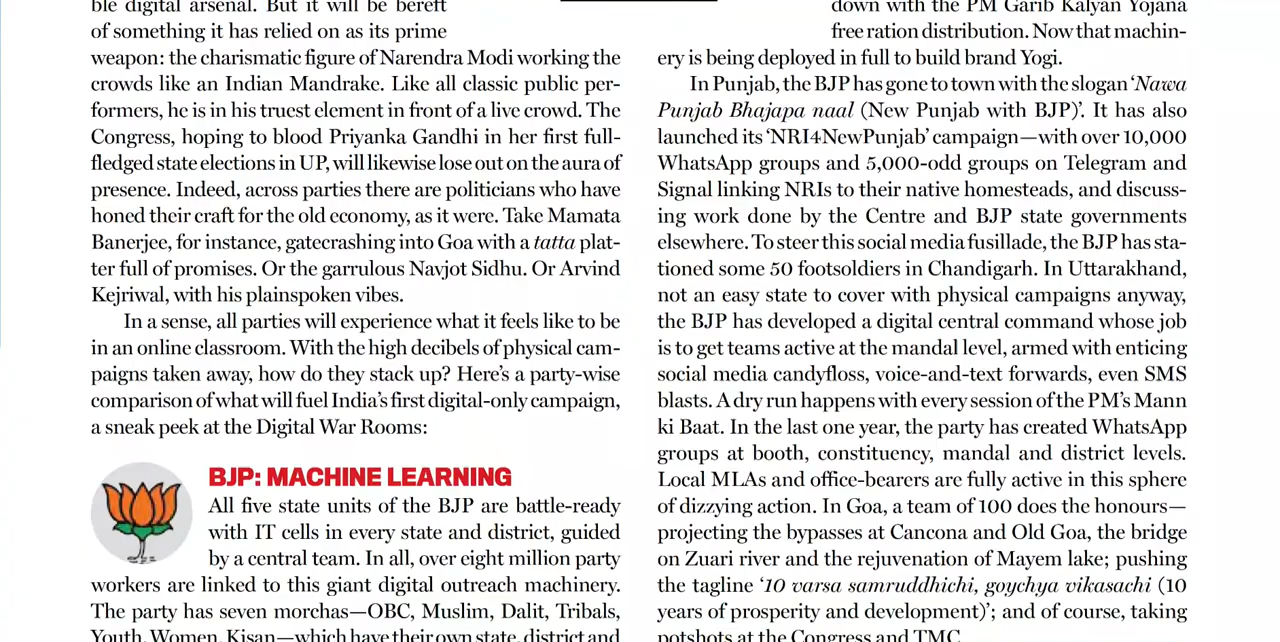 ble digital arsenal. But it will be bereft
of something it has relied on as its prime
weapon: the charismatic figure of Narendra Modi working the
crowds like an Indian Mandrake. Like all classic public per-
formers, he is in his truest element in front of a live crowd. The
Congress, hoping to blood Priyanka Gandhi in her first full-
fledged state elections in UP, will likewise lose out on the aura of
presence. Indeed, across parties there are politicians who have
honed their craft for the old economy, as it were. Take Mamata
Banerjee, for instance, gatecrashing into Goa with a tatta plat-
ter full of promises. Or the garrulous Navjot Sidhu. Or Arvind
Kejriwal, with his plainspoken vibes.
In a sense, all parties will experience what it feels like to be
in an online classroom. With the high decibels of physical cam-
paigns taken away, how do they stack up? Here's a party-wise
comparison of what will fuel India's first digital-only campaign,
a sneak peek at the Digital War Rooms:
BJP: MACHINE LEARNING
All five state units of the BJP are battle-ready
with IT cells in every state and district, guided
by a central team. In all, over eight million party
workers are linked to this giant digital outreach machinery.
The party has seven morchas—OBC, Muslim, Dalit, Tribals,
Youth, Women, Kisan—which have their own state, district and
down with the PM Garib Kalyan Yojana
free ration distribution. Now that machin-
ery is being deployed in full to build brand Yogi.
In Punjab, the BJP has gone to town with the slogan 'Nawa
Punjab Bhajapa naal (New Punjab with BJP)'. It has also
launched its 'NRI4NewPunjab' campaign—with over 10,000
WhatsApp groups and 5,000-odd groups on Telegram and
Signal linking NRIs to their native homesteads, and discuss-
ing work done by the Centre and BJP state governments
elsewhere. To steer this social media fusillade, the BJP has sta-
tioned some 50 footsoldiers in Chandigarh. In Uttarakhand,
not an easy state to cover with physical campaigns anyway,
the BJP has developed a digital central command whose job
is to get teams active at the mandal level, armed with enticing
social media candyfloss, voice-and-text forwards, even SMS
blasts. A dry run happens with every session of the PM's Mann
ki Baat. In the last one year, the party has created WhatsApp
groups at booth, constituency, mandal and district levels.
Local MLAs and office-bearers are fully active in this sphere
of dizzying action. In Goa, a team of 100 does the honours—
projecting the bypasses at Cancona and Old Goa, the bridge
on Zuari river and the rejuvenation of Mayem lake; pushing
the tagline '10 varsa samruddhichi, goychya vikasachi (10
years of prosperity and development)'; and of course, taking
potshots at the Congress and TMC.